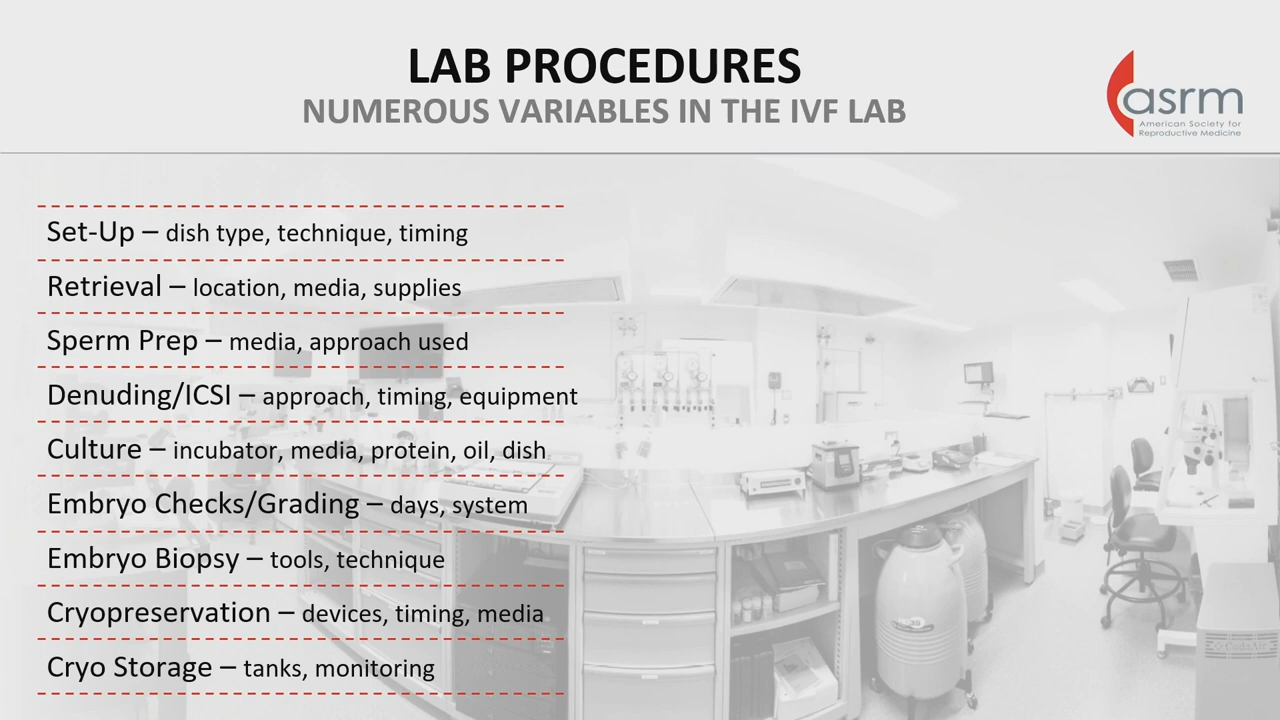 LAB PROCEDURES
NUMEROUS VARIABLES IN THE IVF LAB
asrm
American Society for
Reproductive Medicine
Set-Up – dish type, technique, timing
Retrieval – location, media, supplies
Sperm Prep – media, approach used
Denuding/ICSI – approach, timing, equipment
Culture – incubator, media, protein, oil, dish
Embryo Checks/Grading – days, system
Embryo Biopsy – tools, technique
Cryopreservation – devices, timing, media
Cryo Storage – tanks, monitoring